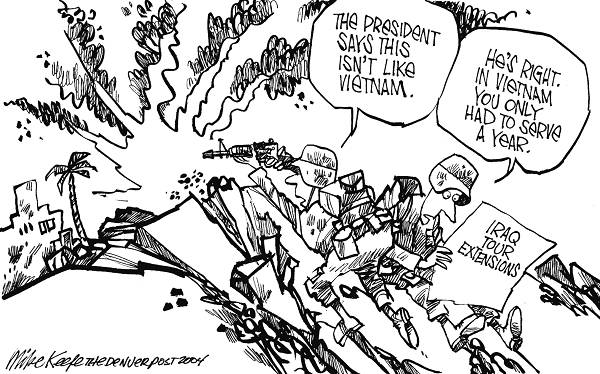 THE PRESIDENT
SAYS THIS
ISN'T LIKE
VIETNAM.
HE'S RIGHT.
IN VIETNAM
YOU ONLY
HAD TO SERVE
A YEAR.
IRAQ
TOUR
EXTENSIONS
Mike Keefe THE DENVER POST 2004